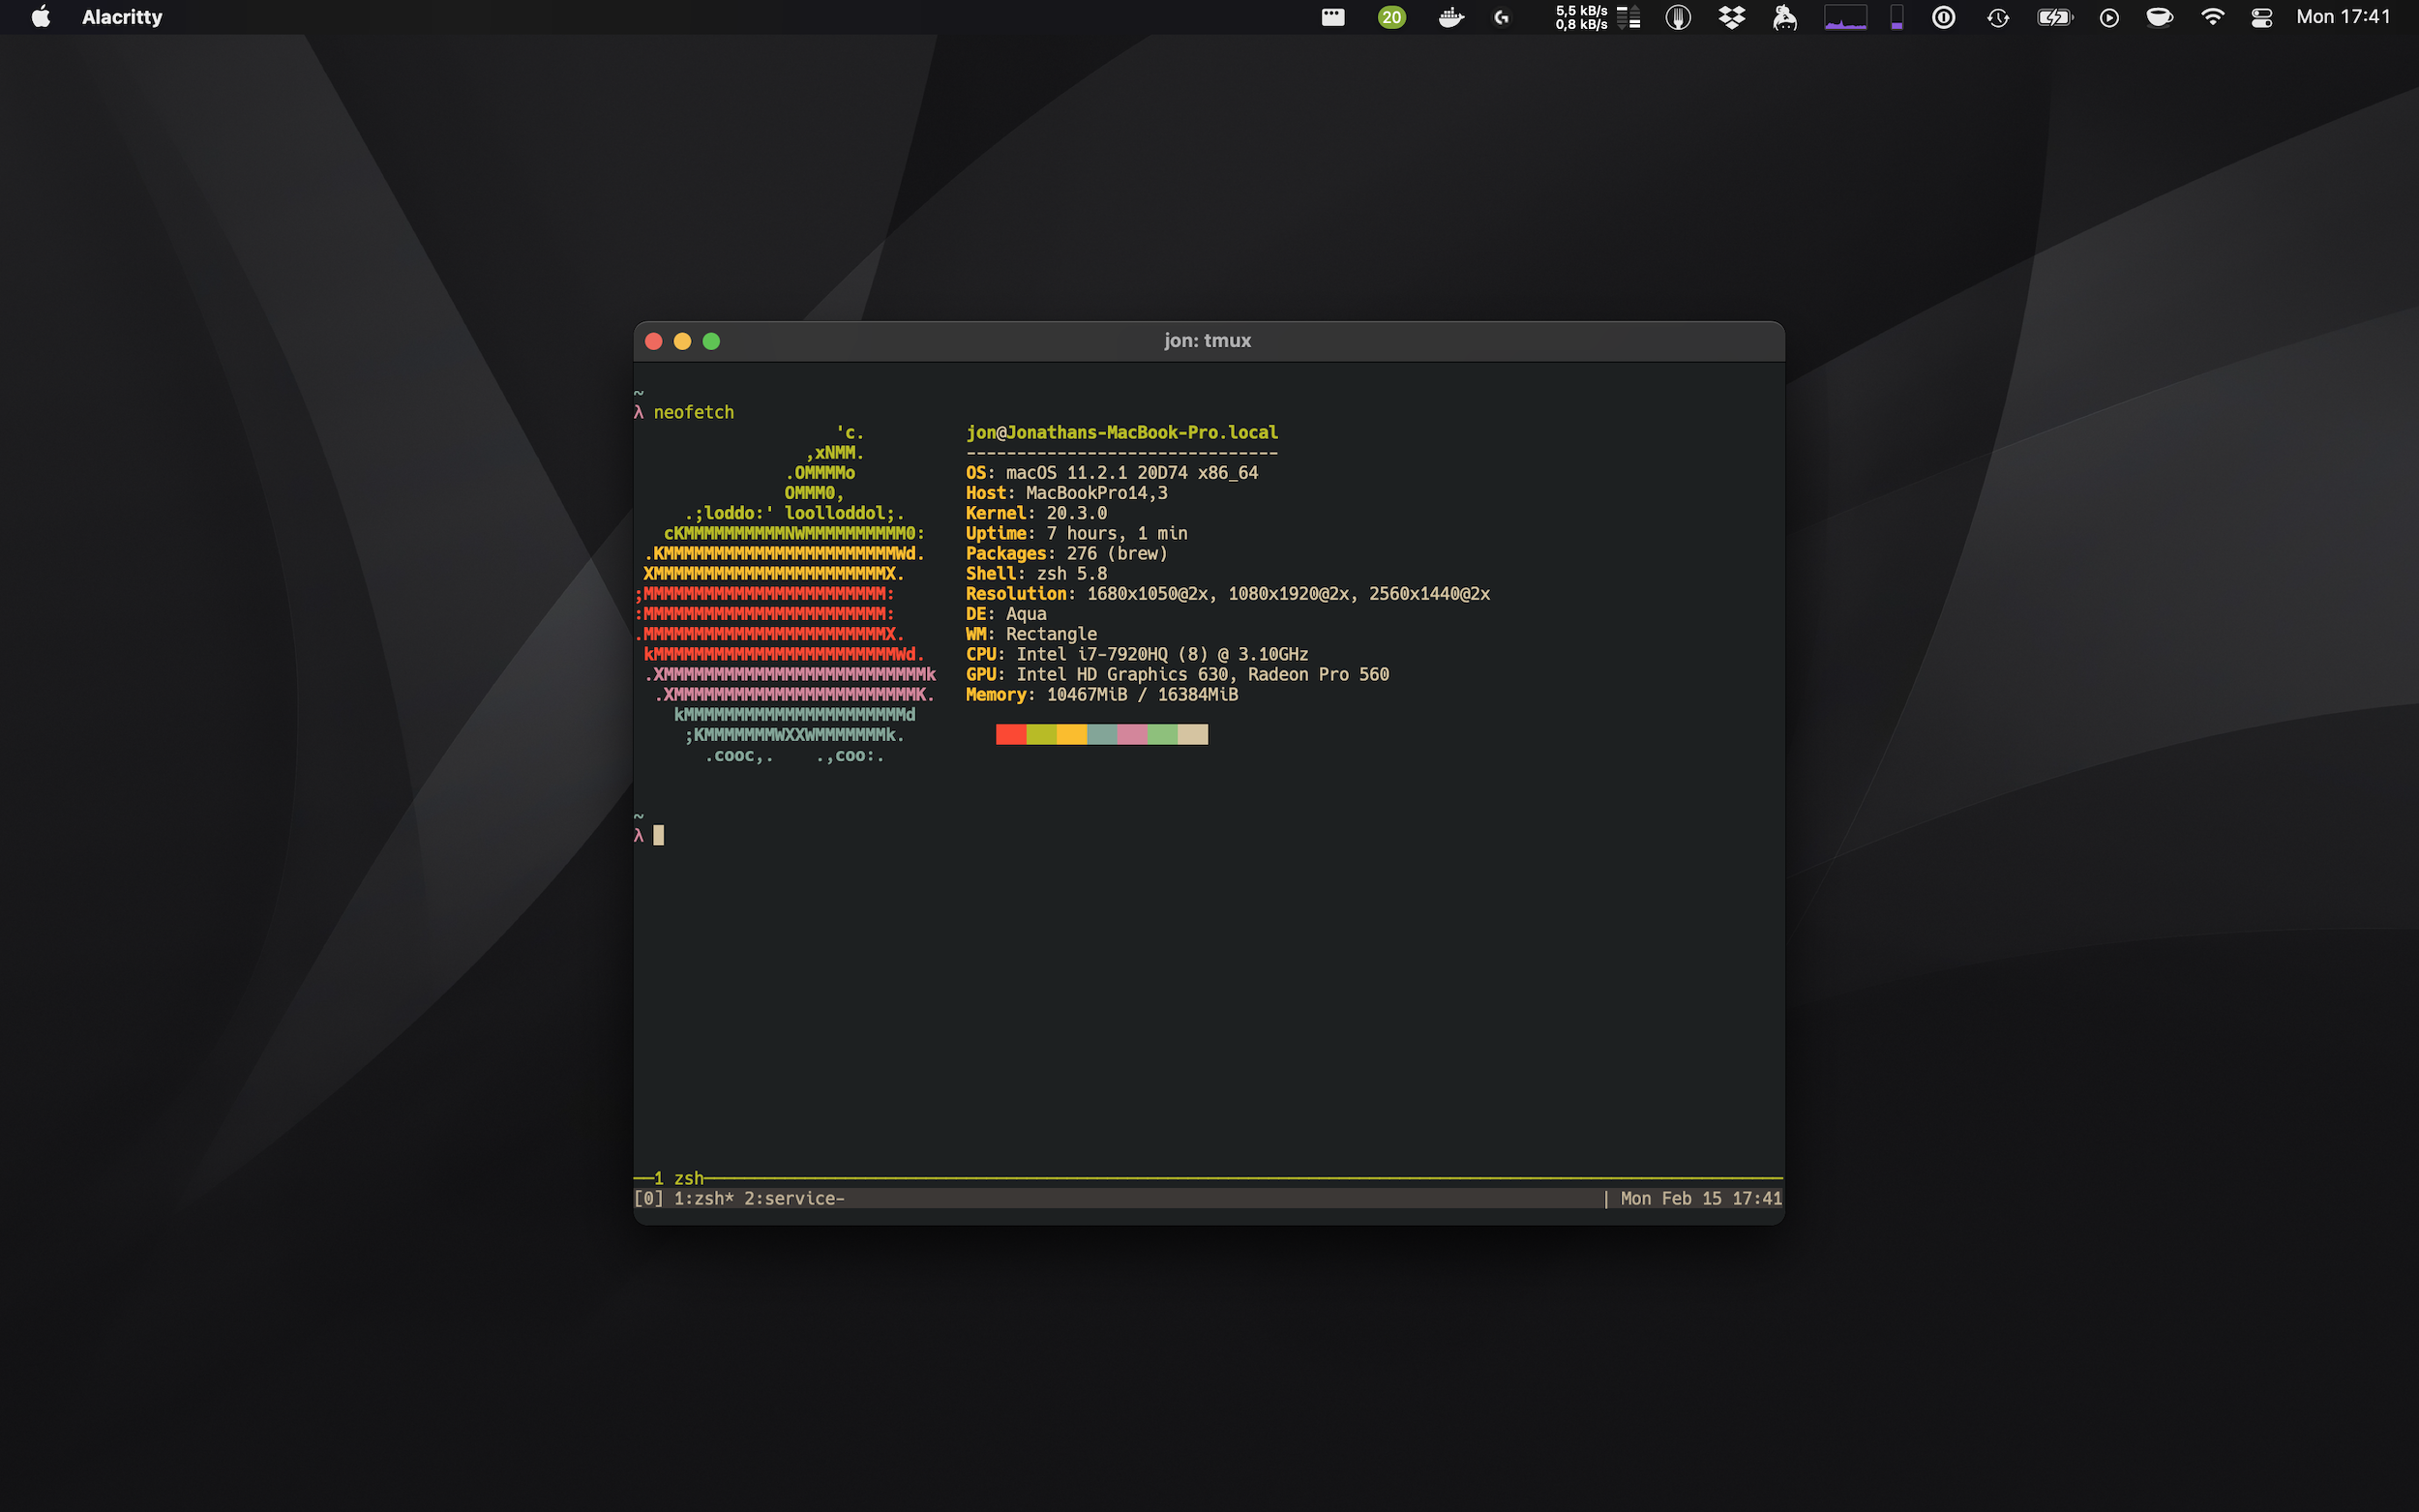 Alacritty 20 5,5 kB/s Mon 17:41
0,8 kB/s
jon: tmux
~
λ neofetch
'c. jon@Jonathans-MacBook-Pro.local
,xNMM. -------------------------------
.OMMMMo OS: macOS 11.2.1 20D74 x86_64
OMMM0, Host: MacBookPro14,3
.;loddo:' loolloddol;. Kernel: 20.3.0
cKMMMMMMMMMMNWMMMMMMMMMM0: Uptime: 7 hours, 1 min
.KMMMMMMMMMMMMMMMMMMMMMMMWd. Packages: 276 (brew)
XMMMMMMMMMMMMMMMMMMMMMMMX. Shell: zsh 5.8
;MMMMMMMMMMMMMMMMMMMMMMMM: Resolution: 1680x1050@2x, 1080x1920@2x, 2560x1440@2x
:MMMMMMMMMMMMMMMMMMMMMMMM: DE: Aqua
.MMMMMMMMMMMMMMMMMMMMMMMMX. WM: Rectangle
kMMMMMMMMMMMMMMMMMMMMMMMMWd. CPU: Intel i7-7920HQ (8) @ 3.10GHz
.XMMMMMMMMMMMMMMMMMMMMMMMMMMk GPU: Intel HD Graphics 630, Radeon Pro 560
.XMMMMMMMMMMMMMMMMMMMMMMMMK. Memory: 10467MiB / 16384MiB
kMMMMMMMMMMMMMMMMMMMMMMd
;KMMMMMMMWXXWMMMMMMMk.
.cooc,. .,coo:.
~
λ
1 zsh
[0] 1:zsh* 2:service- | Mon Feb 15 17:41